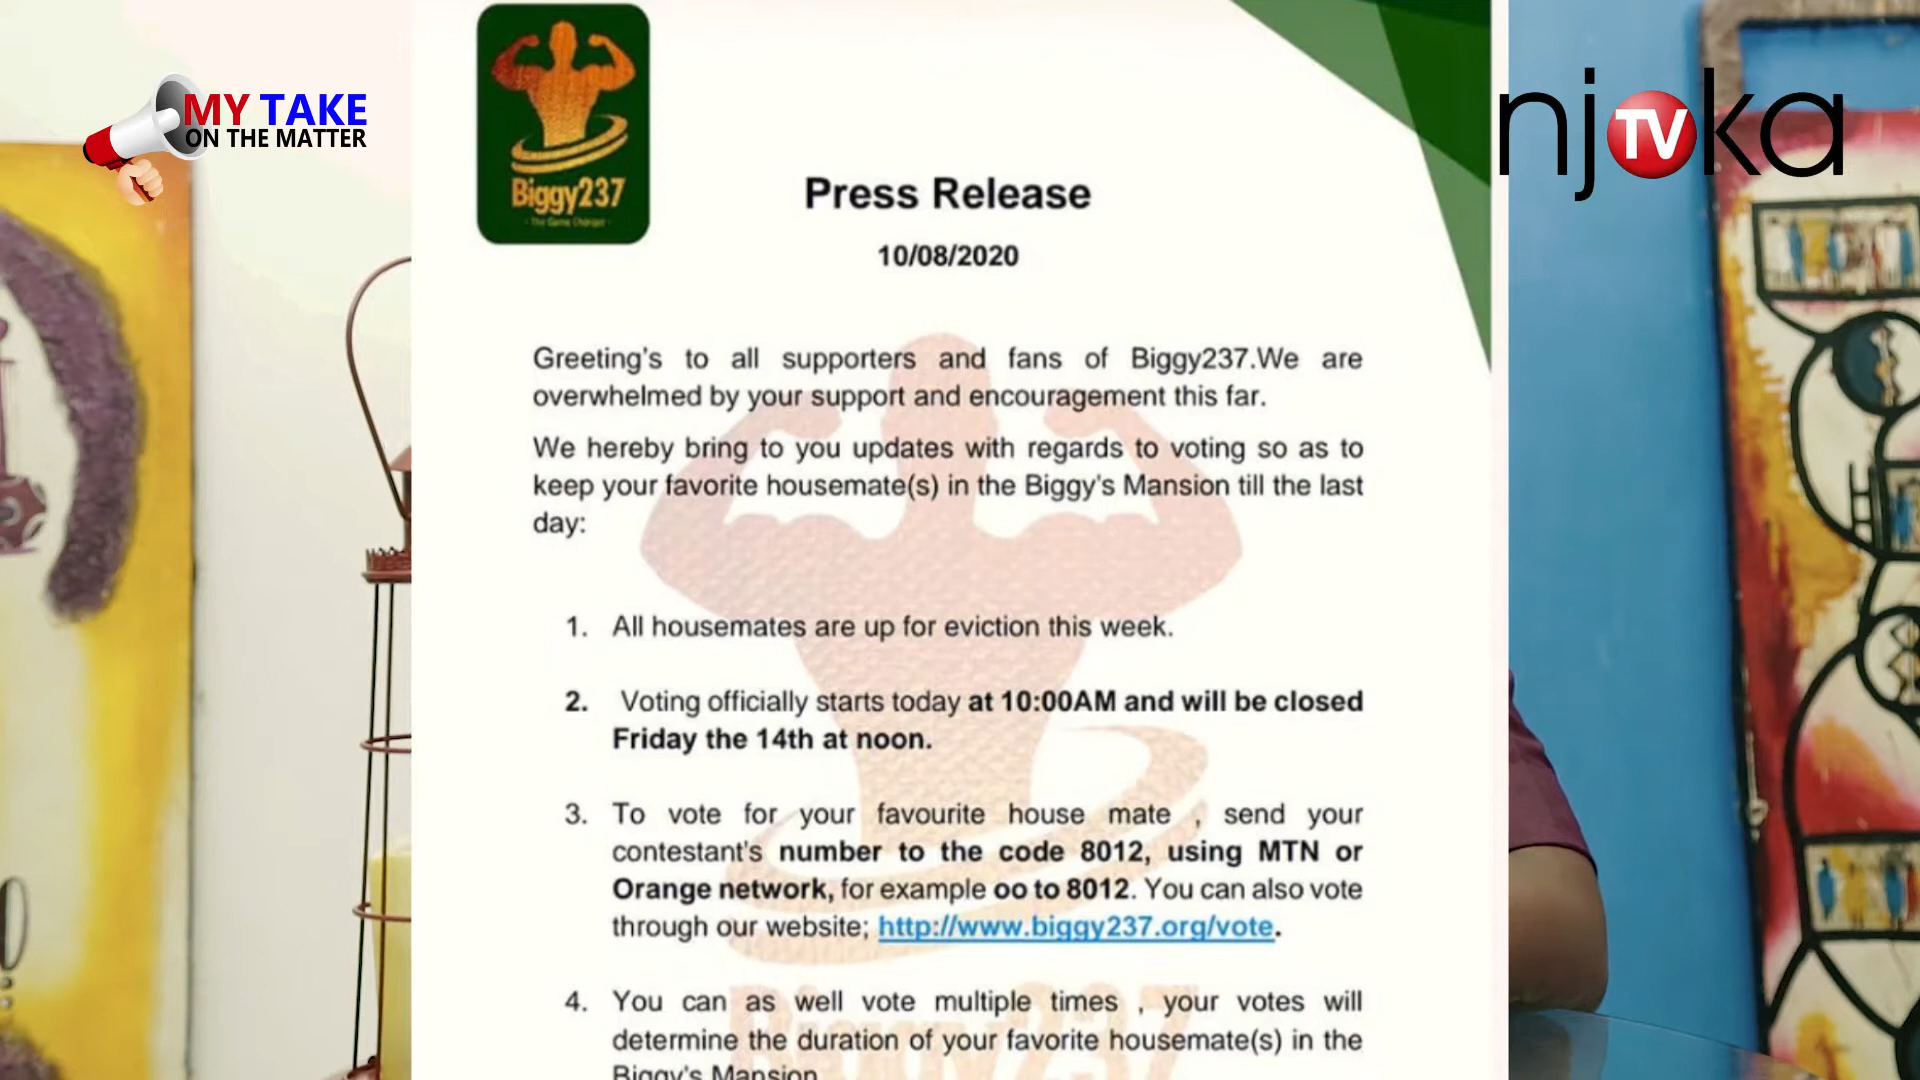 MY TAKE
ON THE MATTER
njTVka
Biggy237
- The Game Changer -
Press Release
10/08/2020
Greeting's to all supporters and fans of Biggy237.We are
overwhelmed by your support and encouragement this far.
We hereby bring to you updates with regards to voting so as to
keep your favorite housemate(s) in the Biggy's Mansion till the last
day:
1. All housemates are up for eviction this week.
2. Voting officially starts today at 10:00AM and will be closed
Friday the 14th at noon.
3. To vote for your favourite house mate , send your
contestant's number to the code 8012, using MTN or
Orange network, for example oo to 8012. You can also vote
through our website; http://www.biggy237.org/vote.
4. You can as well vote multiple times , your votes will
determine the duration of your favorite housemate(s) in the
Biggy's Mansion
Biggy237